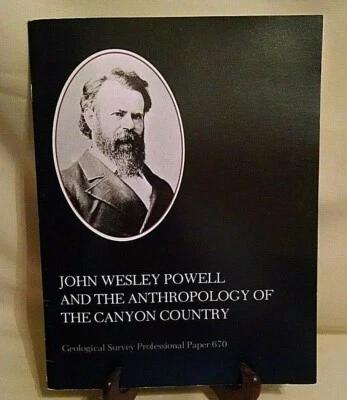 JOHN WESLEY POWELL
AND THE ANTHROPOLOGY OF
THE CANYON COUNTRY
Geological Survey Professional Paper 670